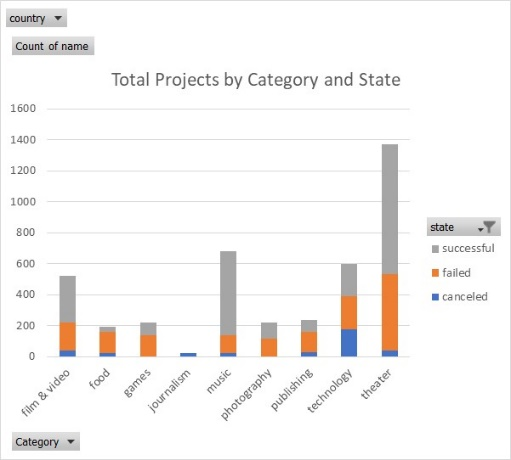 country
Count of name
Total Projects by Category and State
1600
1400
1200
1000
800
600
400
200
0
film & video
food
games
journalism
music
photography
publishing
technology
theater
state
successful
failed
canceled
Category